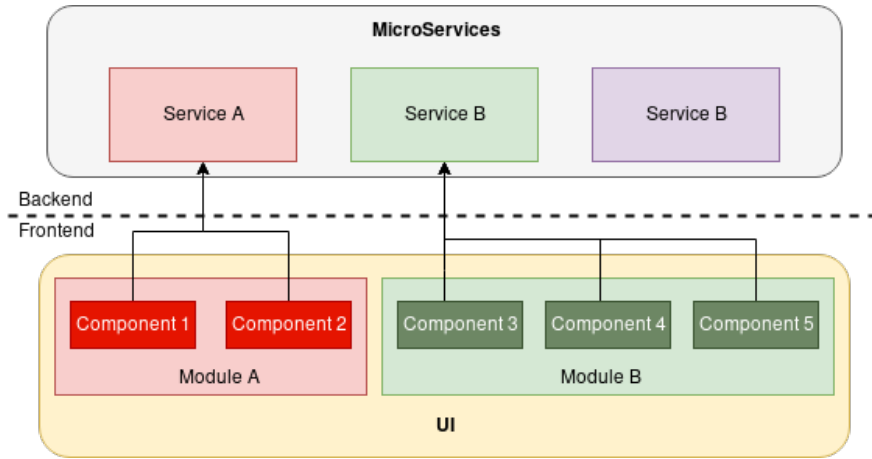 MicroServices
Service A
Service B
Service B
Backend
Frontend
Component 1
Component 2
Component 3
Component 4
Component 5
Module A
Module B
UI